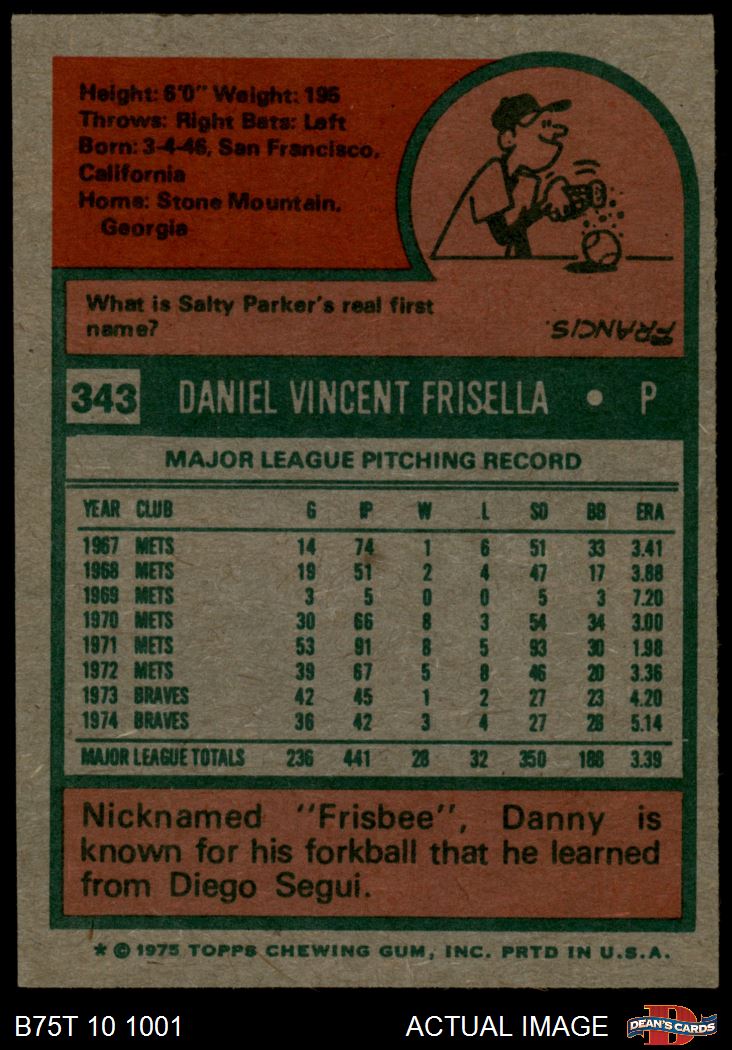 Height: 6'0" Weight: 195
Throws: Right Bats: Left
Born: 3-4-46, San Francisco,
California
Home: Stone Mountain,
Georgia
What is Salty Parker's real first
name?
FRANCIS.
343 DANIEL VINCENT FRISELLA • P
MAJOR LEAGUE PITCHING RECORD
YEAR CLUB G IP W L SO BB ERA
1967 METS 14 74 1 6 51 33 3.41
1968 METS 19 51 2 4 47 17 3.88
1969 METS 3 5 0 0 5 3 7.20
1970 METS 30 66 8 3 54 34 3.00
1971 METS 53 91 8 5 93 30 1.98
1972 METS 39 67 5 8 46 20 3.36
1973 BRAVES 42 45 1 2 27 23 4.20
1974 BRAVES 36 42 3 4 27 28 5.14
MAJOR LEAGUE TOTALS 236 441 28 32 350 188 3.39
Nicknamed "Frisbee", Danny is
known for his forkball that he learned
from Diego Segui.
* © 1975 TOPPS CHEWING GUM, INC. PRTD IN U.S.A.
B75T 10 1001 ACTUAL IMAGE DEAN'S CARDS